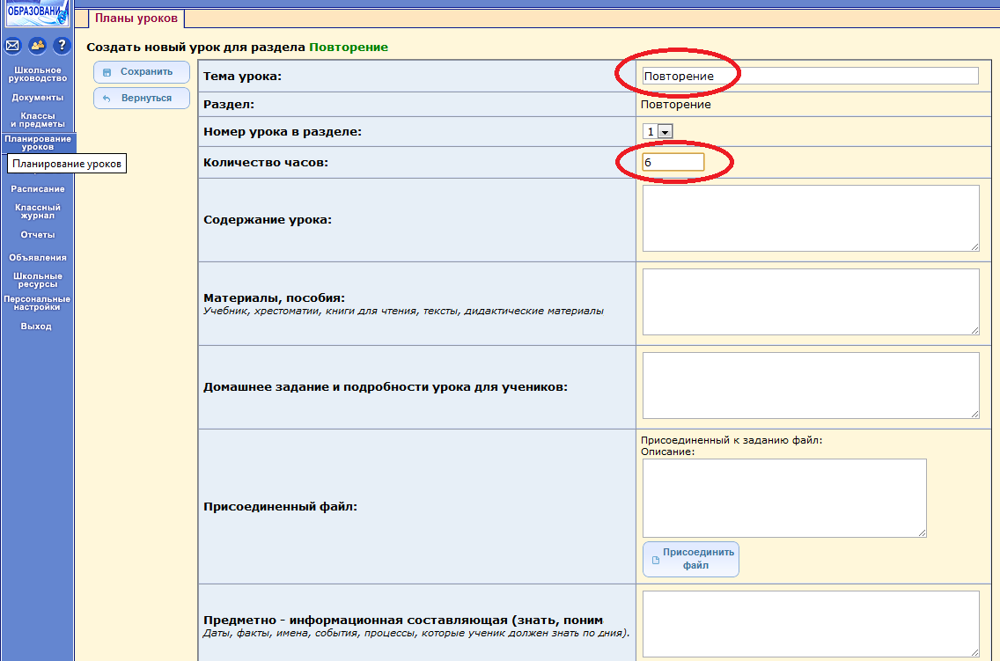 ОБРАЗОВАНИ
?
Школьное
руководство
Документы
Классы
и предметы
Планирование
уроков
Планирование уроков
Расписание
Классный
журнал
Отчеты
Объявления
Школьные
ресурсы
Персональные
настройки
Выход
Планы уроков
Создать новый урок для раздела Повторение
Сохранить
Вернуться
Тема урока: Повторение
Раздел: Повторение
Номер урока в разделе: 1
Количество часов: 6
Содержание урока:
Материалы, пособия:
Учебник, хрестоматии, книги для чтения, тексты, дидактические материалы
Домашнее задание и подробности урока для учеников:
Присоединенный файл:
Присоединенный к заданию файл:
Описание:
Присоединить
файл
Предметно - информационная составляющая (знать, поним
Даты, факты, имена, события, процессы, которые ученик должен знать по дня).